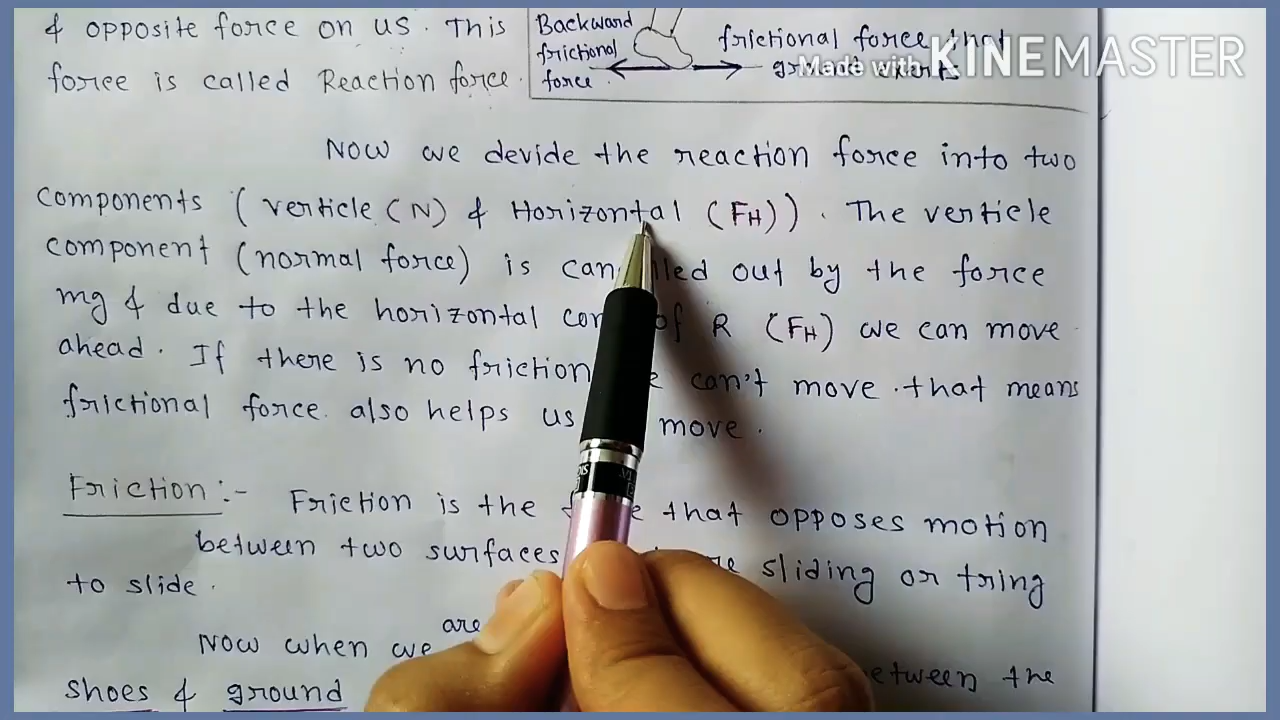 & opposite force on us. This
force is called Reaction force.
Backward
frictional
force
frictional force that
Made with KINEMASTER
Now we devide the reaction force into two
components (verticle (N) & Horizontal (FH)). The verticle
component (normal force) is out by the force
mg & due to the horizontal of R (FH) we can move
ahead. If there is no friction can't move. that means
frictional force also helps us move.
Friction :- Friction is the that opposes motion
between two surfaces sliding or tring
to slide.
are
Now when we
between the
shoes & ground